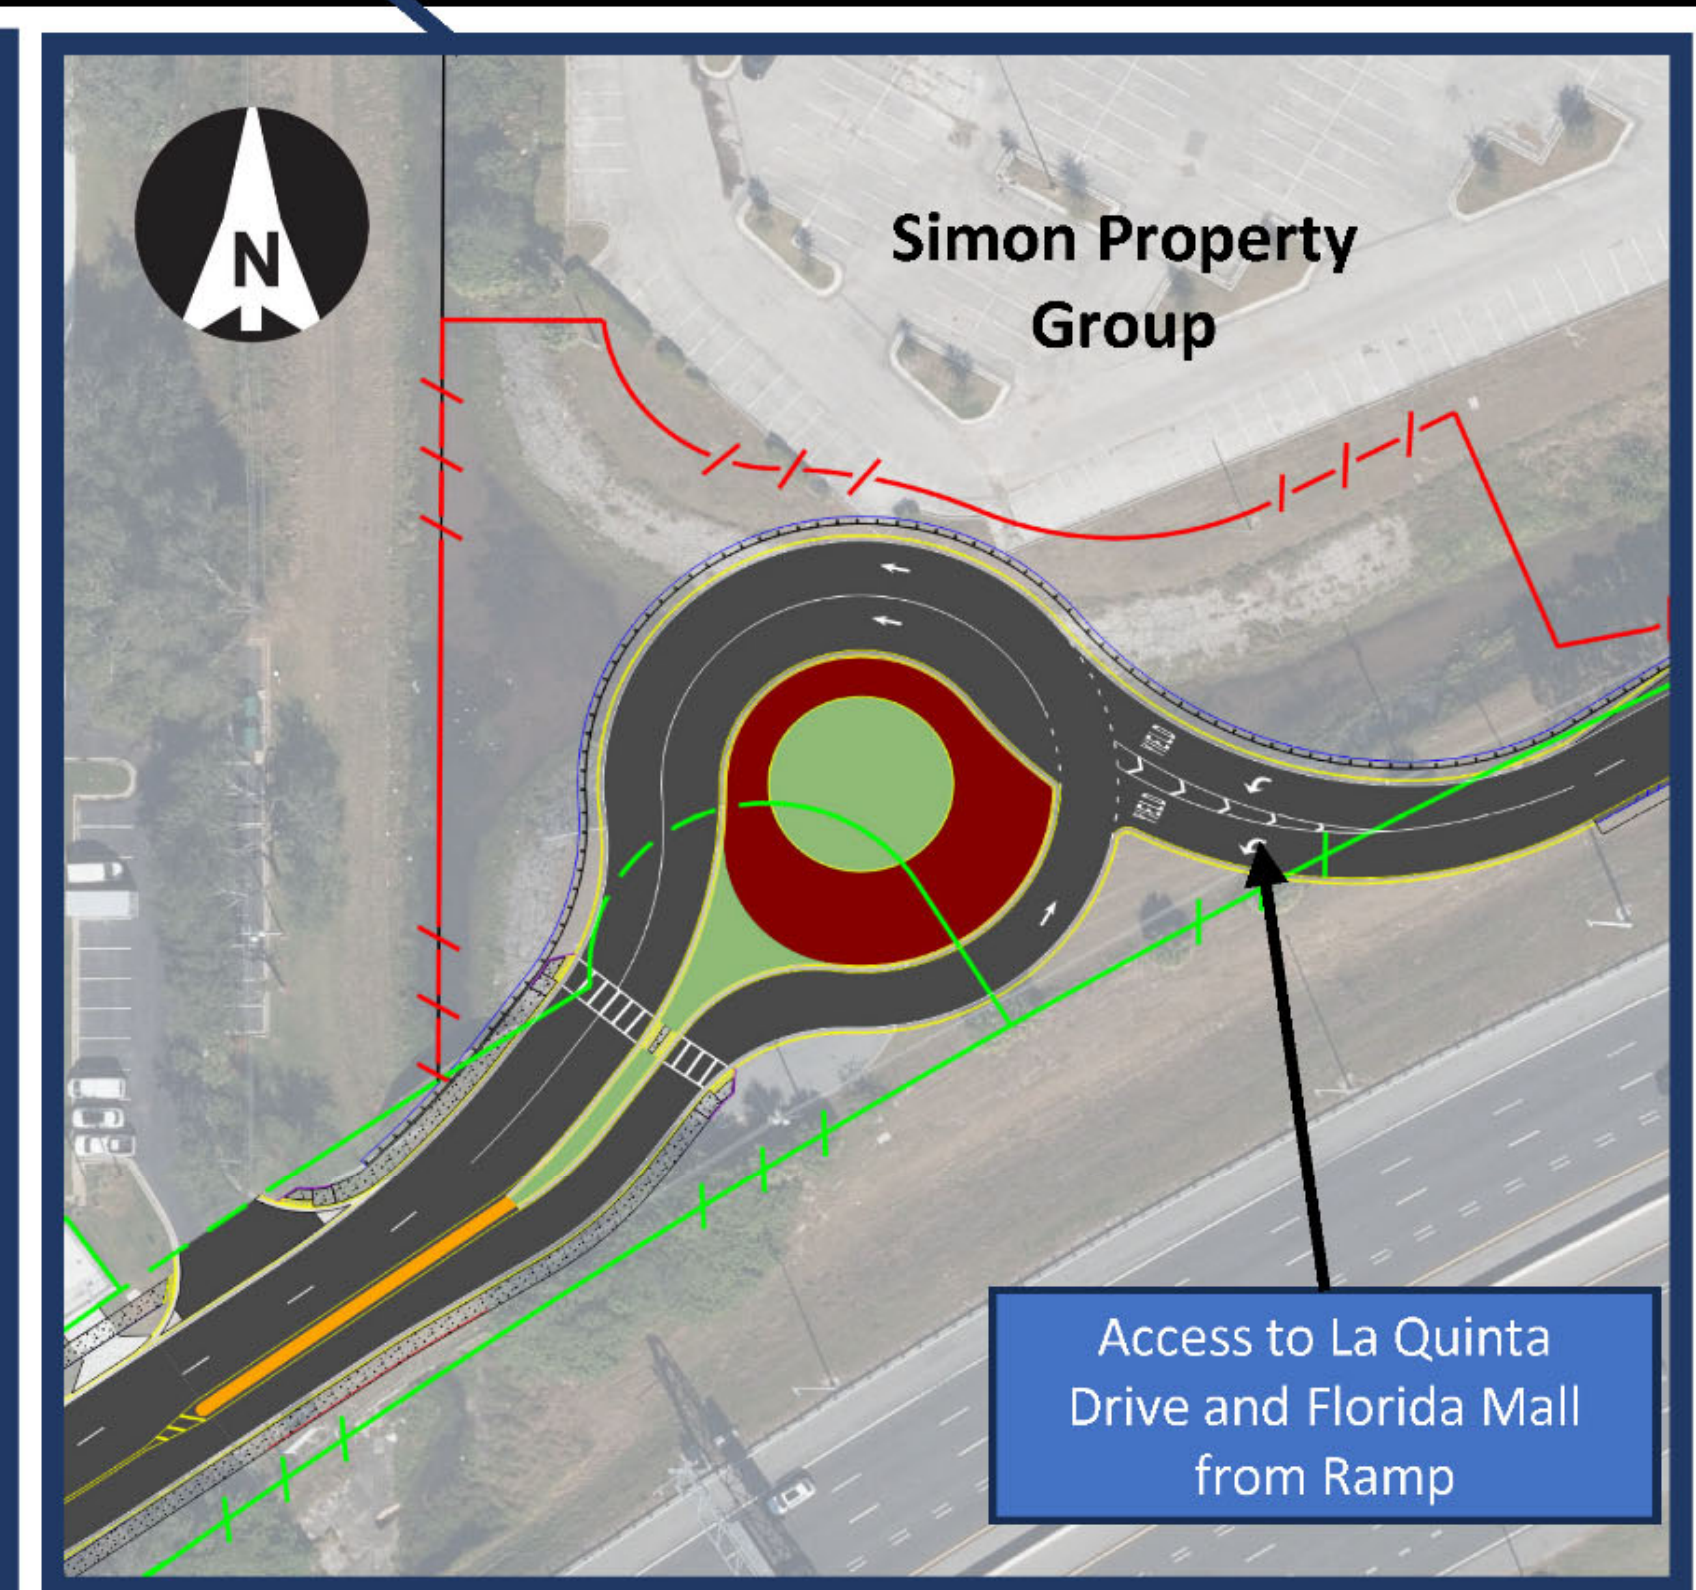 N
Simon Property
Group
Access to La Quinta
Drive and Florida Mall
from Ramp